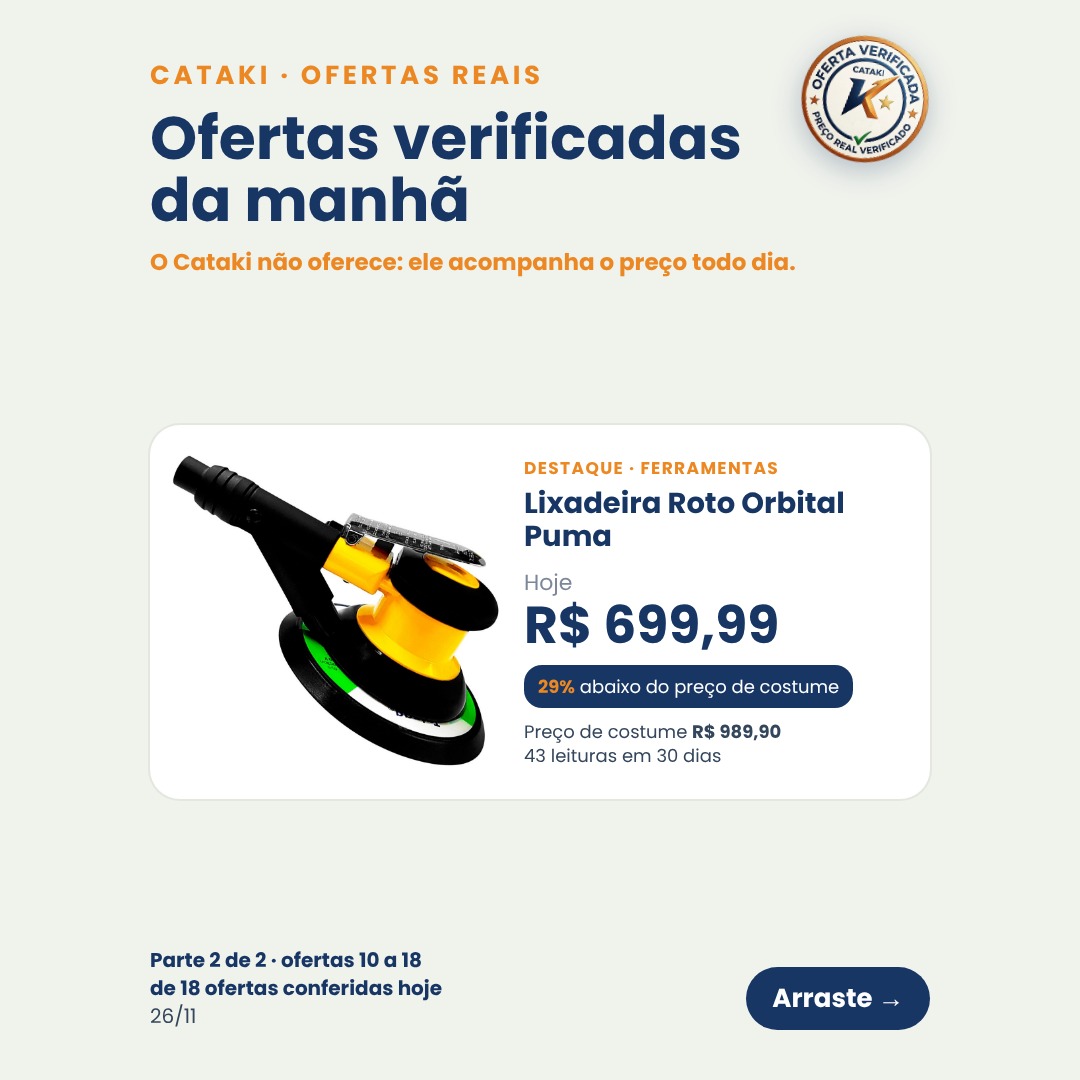 CATAKI · OFERTAS REAIS
Ofertas verificadas
da manhã
O Cataki não oferece: ele acompanha o preço todo dia.
OFERTA VERIFICADA
CATAKI
PREÇO REAL VERIFICADO
DESTAQUE · FERRAMENTAS
Lixadeira Roto Orbital
Puma
Hoje
R$ 699,99
29% abaixo do preço de costume
Preço de costume R$ 989,90
43 leituras em 30 dias
Parte 2 de 2 · ofertas 10 a 18
de 18 ofertas conferidas hoje
26/11
Arraste →